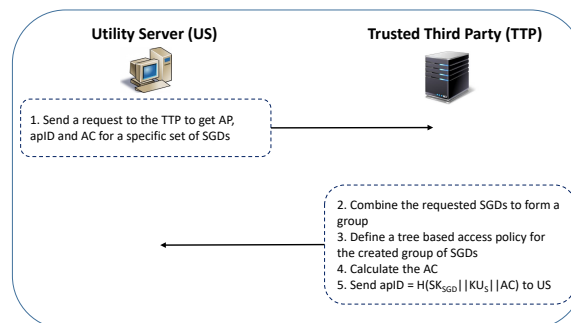 Utility Server (US)
Trusted Third Party (TTP)
1. Send a request to the TTP to get AP,
apID and AC for a specific set of SGDs
2. Combine the requested SGDs to form a
group
3. Define a tree based access policy for
the created group of SGDs
4. Calculate the AC
5. Send apID = H(SK_SGD||KU_S||AC) to US